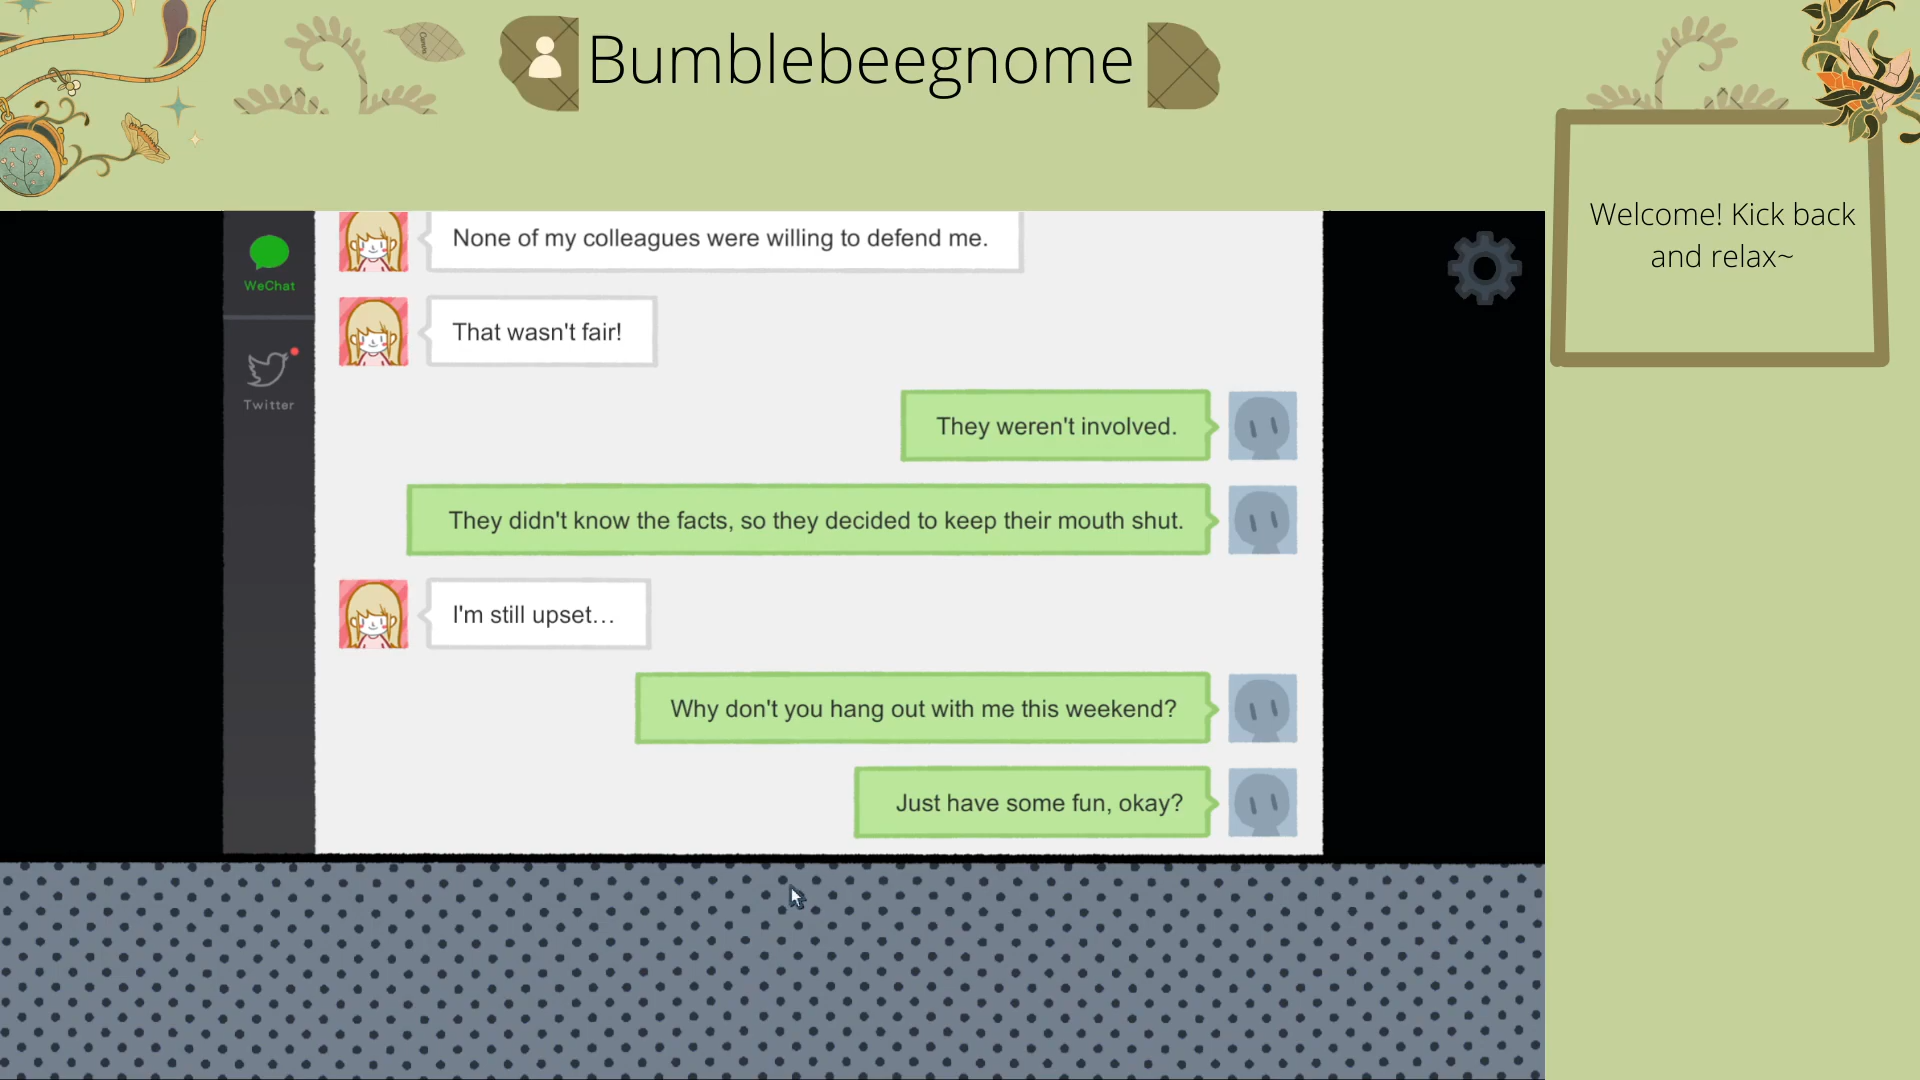 Bumblebeegnome
Canva
Welcome! Kick back
and relax~
None of my colleagues were willing to defend me.
WeChat
That wasn't fair!
Twitter
They weren't involved.
They didn't know the facts, so they decided to keep their mouth shut.
I'm still upset...
Why don't you hang out with me this weekend?
Just have some fun, okay?